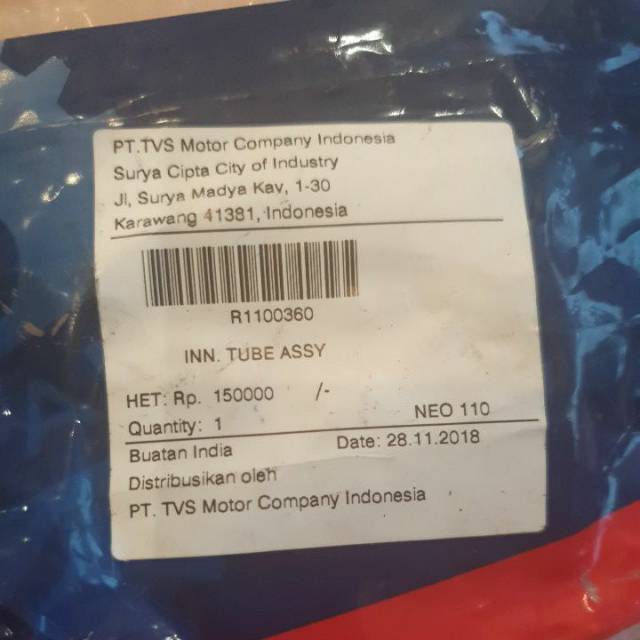 PT.TVS Motor Company Indonesia
Surya Cipta City of Industry
Jl, Surya Madya Kav, 1-30
Karawang 41381, Indonesia
R1100360
INN. TUBE ASSY
HET: Rp. 150000 /-
NEO 110
Quantity: 1
Buatan India Date: 28.11.2018
Distribusikan oleh
PT. TVS Motor Company Indonesia